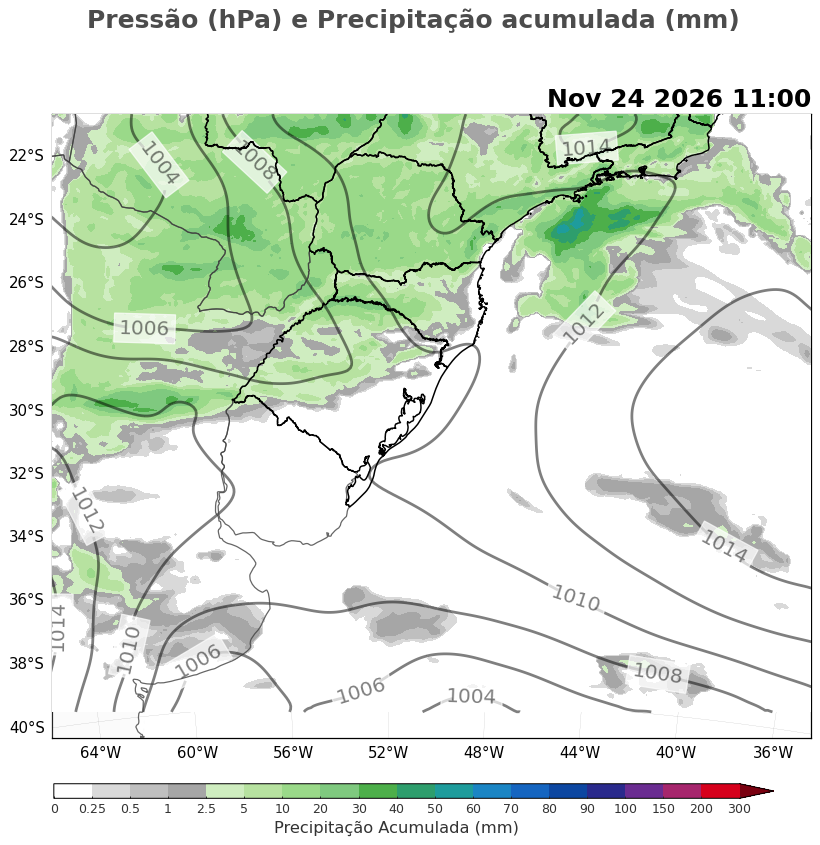 Pressão (hPa) e Precipitação acumulada (mm)
Nov 24 2026 11:00
1004
1008
1014
22°S
24°S
26°S
1006
1012
28°S
30°S
32°S
1012
1014
34°S
1010
36°S
1014
1010
1006
1008
38°S
1006
1004
40°S
64°W 60°W 56°W 52°W 48°W 44°W 40°W 36°W
0 0.25 0.5 1 2.5 5 10 20 30 40 50 60 70 80 90 100 150 200 300
Precipitação Acumulada (mm)